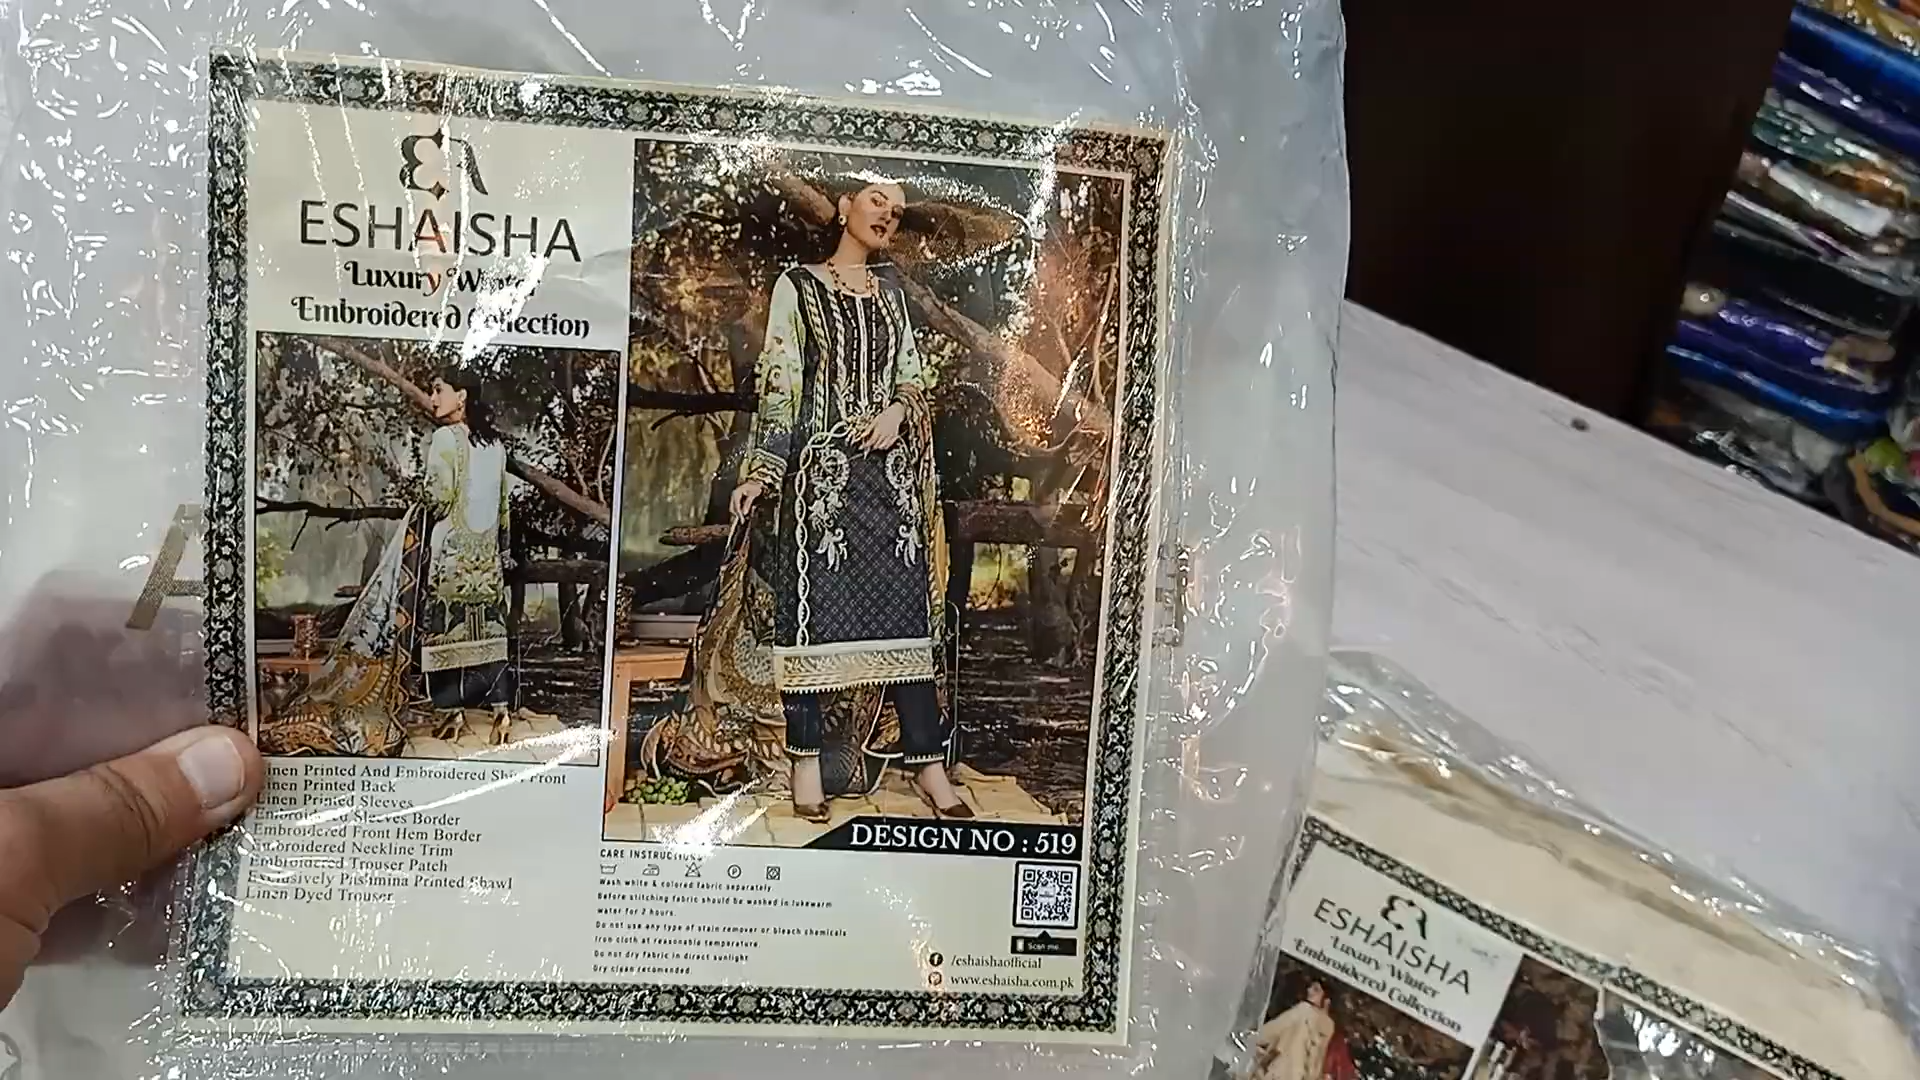 ESHAISHA
Luxury Winter
Embroidered Collection
Linen Printed And Embroidered Shirt Front
Linen Printed Back
Linen Printed Sleeves
Embroidered Sleeves Border
Embroidered Front Hem Border
Embroidered Neckline Trim
Embroidered Trouser Patch
Exclusively Pashmina Printed Shawl
Linen Dyed Trouser
DESIGN NO : 519
CARE INSTRUCTIONS
Wash white & colored fabric separately
Before stitching fabric should be washed in lukewarm
water for 2 hours.
Do not use any type of stain remover or bleach chemicals
Iron cloth at reasonable temperature
Do not dry fabric in direct sunlight
Dry clean recomended
Scan me
/eshaishaofficial
www.eshaisha.com.pk
ESHAISHA
Luxury Winter
Embroidered Collection